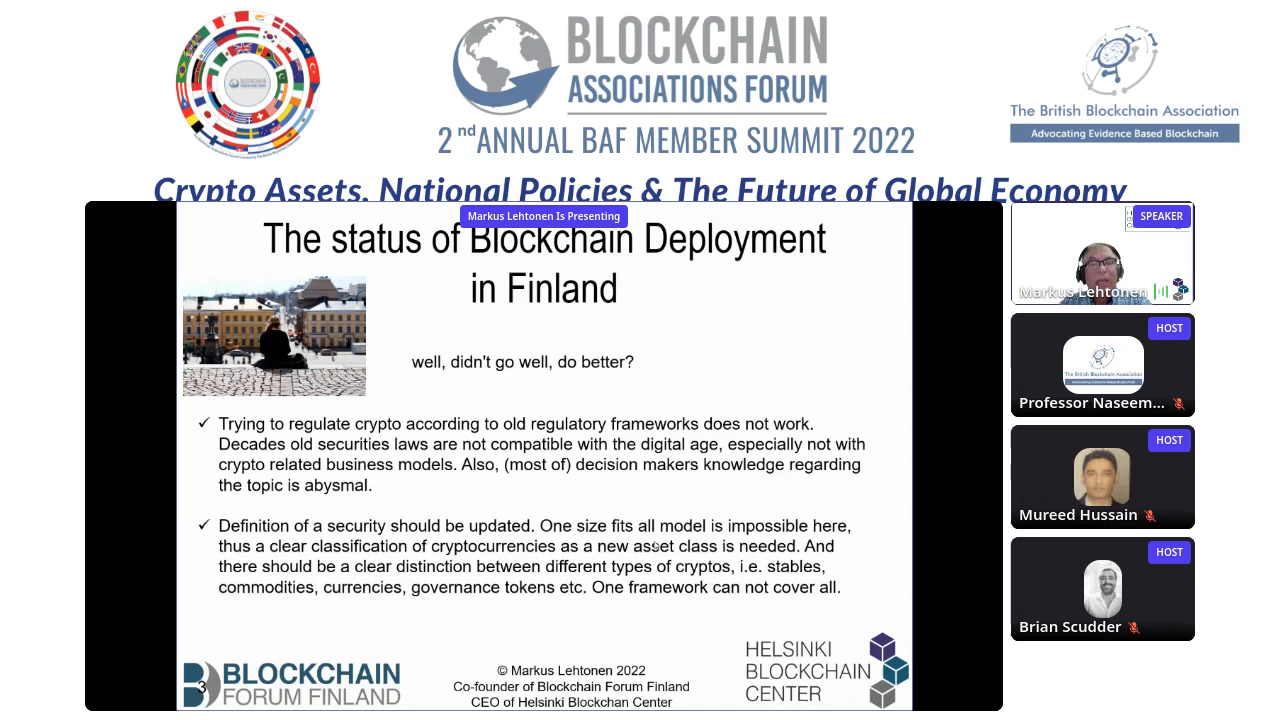 BLOCKCHAIN
ASSOCIATIONS FORUM
2nd ANNUAL BAF MEMBER SUMMIT 2022
The British Blockchain Association
Advocating Evidence Based Blockchain
Crypto Assets, National Policies & The Future of Global Economy
Markus Lehtonen Is Presenting
The status of Blockchain Deployment
in Finland
well, didn't go well, do better?
✓ Trying to regulate crypto according to old regulatory frameworks does not work.
Decades old securities laws are not compatible with the digital age, especially not with
crypto related business models. Also, (most of) decision makers knowledge regarding
the topic is abysmal.
✓ Definition of a security should be updated. One size fits all model is impossible here,
thus a clear classification of cryptocurrencies as a new asset class is needed. And
there should be a clear distinction between different types of cryptos, i.e. stables,
commodities, currencies, governance tokens etc. One framework can not cover all.
BLOCKCHAIN
FORUM FINLAND
3
© Markus Lehtonen 2022
Co-founder of Blockchain Forum Finland
CEO of Helsinki Blockchan Center
HELSINKI
BLOCKCHAIN
CENTER
SPEAKER
Markus Lehtonen
HOST
The British Blockchain Association
Professor Naseem...
HOST
Mureed Hussain
HOST
Brian Scudder